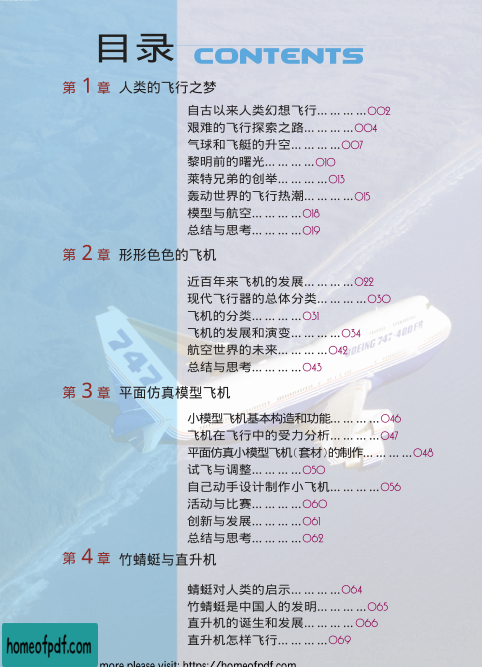 目录 CONTENTS
第 1 章 人类的飞行之梦
自古以来人类幻想飞行…………002
艰难的飞行探索之路…………004
气球和飞艇的升空…………007
黎明前的曙光…………010
莱特兄弟的创举…………013
轰动世界的飞行热潮…………015
模型与航空…………018
总结与思考…………019
第 2 章 形形色色的飞机
近百年来飞机的发展…………022
现代飞行器的总体分类…………030
飞机的分类…………031
飞机的发展和演变…………034
航空世界的未来…………042
总结与思考…………043
747
BOEING 747-400ER
第 3 章 平面仿真模型飞机
小模型飞机基本构造和功能…………046
飞机在飞行中的受力分析…………047
平面仿真小模型飞机（套材）的制作…………048
试飞与调整…………050
自己动手设计制作小飞机…………056
活动与比赛…………060
创新与发展…………061
总结与思考…………062
第 4 章 竹蜻蜓与直升机
蜻蜓对人类的启示…………064
竹蜻蜓是中国人的发明…………065
直升机的诞生和发展…………066
直升机怎样飞行…………069
homeofpdf.com
more please visit: https://homeofpdf.com